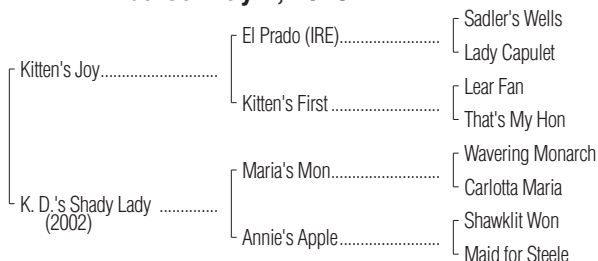 Sadler's Wells
El Prado (IRE)........................
Lady Capulet
Kitten's Joy............................
Lear Fan
Kitten's First ..........................
That's My Hon
Wavering Monarch
Maria's Mon..........................
Carlotta Maria
K. D.'s Shady Lady ..............
(2002)
Shawklit Won
Annie's Apple........................
Maid for Steele